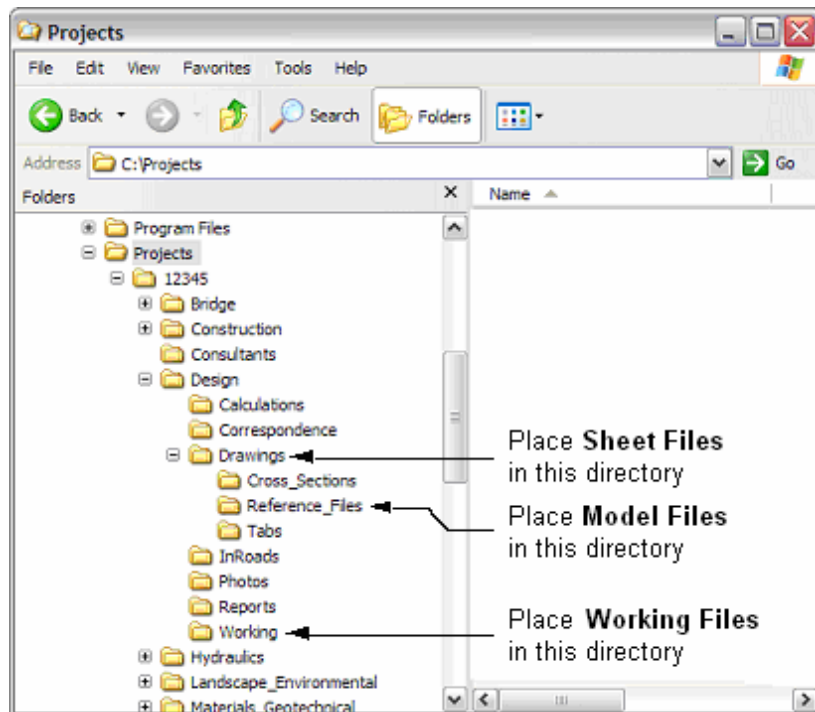 Projects
File Edit View Favorites Tools Help
Back Search Folders
Address C:\Projects Go
Folders X Name
Program Files
Projects
12345
Bridge
Construction
Consultants
Design
Calculations
Correspondence
Drawings
Place Sheet Files
in this directory
Cross_Sections
Reference_Files
Place Model Files
in this directory
Tabs
InRoads
Photos
Reports
Working
Place Working Files
in this directory
Hydraulics
Landscape_Environmental
Materials_Geotechnical